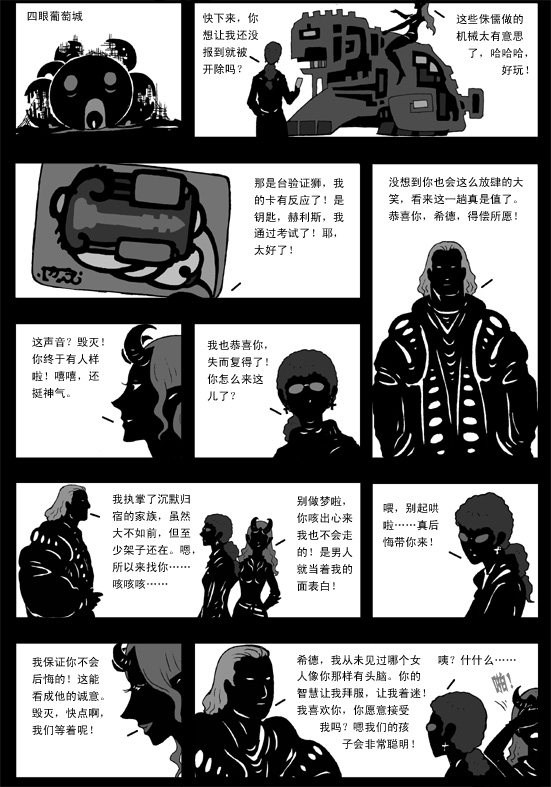 四眼葡萄城
快下来，你
想让我还没
报到就被
开除吗？
这些侏儒做的
机械太有意思
了，哈哈哈，
好玩！
那是台验证狮，我
的卡有反应了！是
钥匙，赫利斯，我
通过考试了！耶，
太好了！
没想到你也会这么放肆的大
笑，看来这一趟真是值了。
恭喜你，希德，得偿所愿！
这声音？毁灭！
你终于有人样
啦！嘻嘻，还
挺神气。
我也恭喜你，
失而复得了！
你怎么来这
儿了？
我执掌了沉默归
宿的家族，虽然
大不如前，但至
少架子还在。嗯，
所以来找你……
咳咳咳……
别做梦啦，
你咳出心来
我也不会走
的！是男人
就当着我的
面表白！
喂，别起哄
啦……真后
悔带你来！
我保证你不会
后悔的！这能
看成他的诚意。
毁灭，快点啊，
我们等着呢！
希德，我从未见过哪个女
人像你那样有头脑。你的
智慧让我拜服，让我着迷！
我喜欢你，你愿意接受
我吗？嗯我们的孩
子会非常聪明！
咦？什什么……
啪！